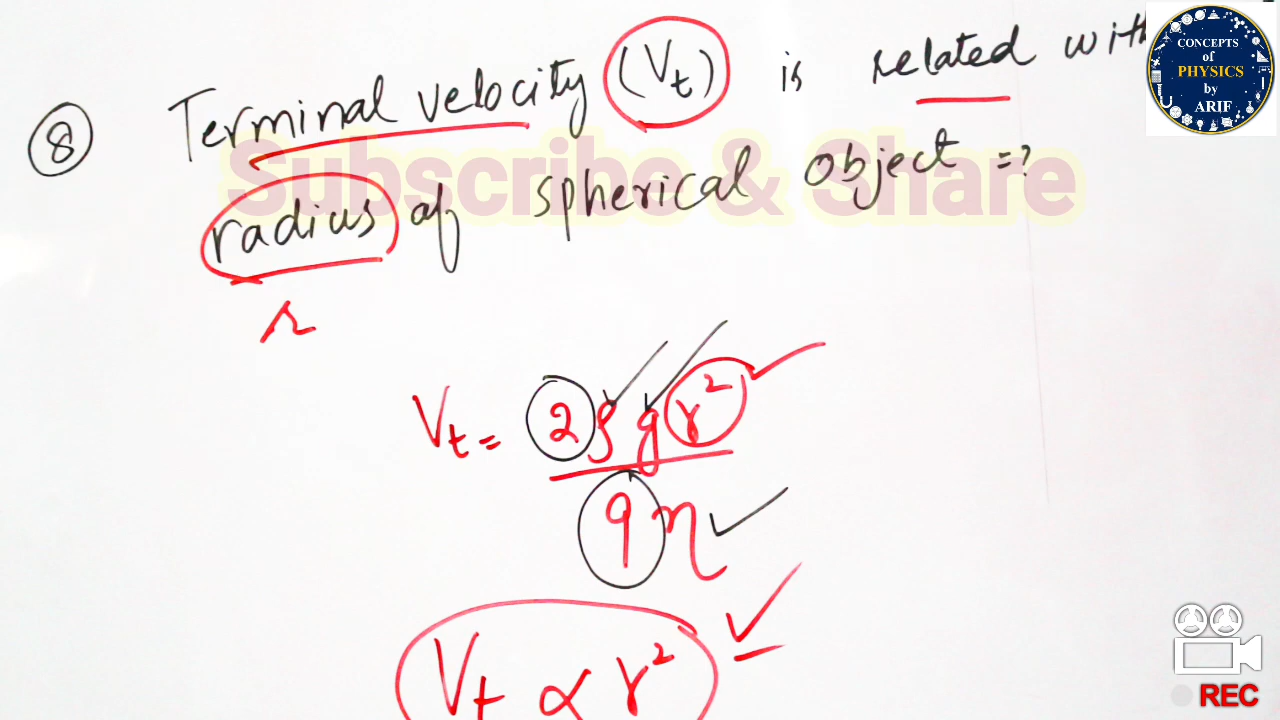 ⑧ Terminal velocity (Vt) is related with
radius of spherical object =?
r
Vt = 2ρgr²
9η
Vt ∝ r²
Subscribe & Share
CONCEPTS
of
PHYSICS
by
ARIF
REC